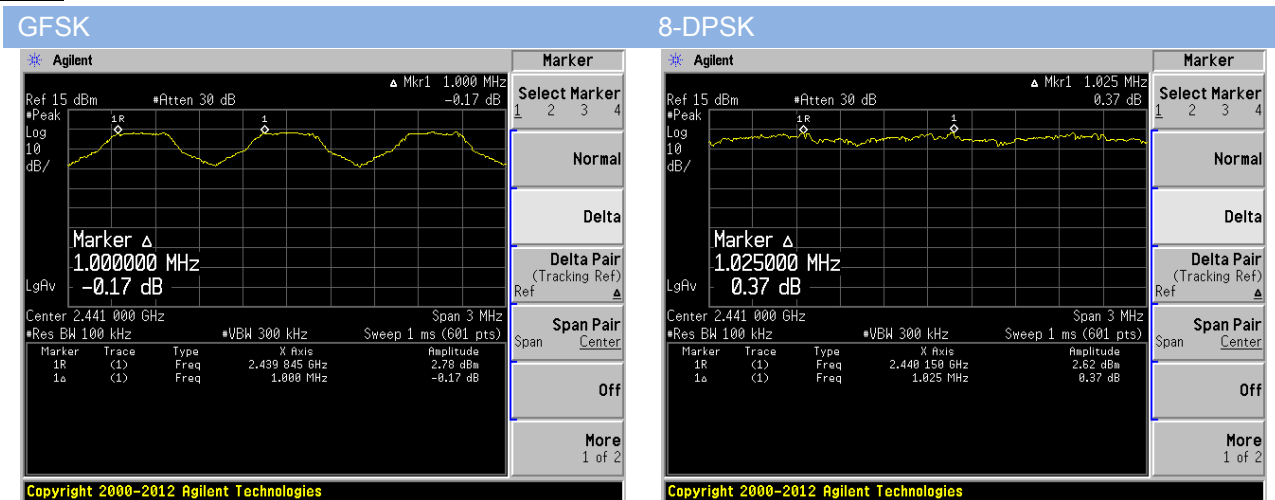 GFSK
Agilent
Marker
Δ Mkr1 1.000 MHz
Ref 15 dBm #Atten 30 dB -0.17 dB
#Peak
Log
10
dB/
1R
1
Marker Δ
1.000000 MHz
-0.17 dB
LgAv
Center 2.441 000 GHz Span 3 MHz
#Res BW 100 kHz #VBW 300 kHz Sweep 1 ms (601 pts)
Marker Trace Type X Axis Amplitude
1R (1) Freq 2.439 845 GHz 2.78 dBm
1Δ (1) Freq 1.000 MHz -0.17 dB
Select Marker
1 2 3 4
Normal
Delta
Delta Pair
(Tracking Ref)
Ref Δ
Span Pair
Span Center
Off
More
1 of 2
Copyright 2000-2012 Agilent Technologies
8-DPSK
Agilent
Marker
Δ Mkr1 1.025 MHz
Ref 15 dBm #Atten 30 dB 0.37 dB
#Peak
Log
10
dB/
1R
1
Marker Δ
1.025000 MHz
0.37 dB
LgAv
Center 2.441 000 GHz Span 3 MHz
#Res BW 100 kHz #VBW 300 kHz Sweep 1 ms (601 pts)
Marker Trace Type X Axis Amplitude
1R (1) Freq 2.440 150 GHz 2.62 dBm
1Δ (1) Freq 1.025 MHz 0.37 dB
Select Marker
1 2 3 4
Normal
Delta
Delta Pair
(Tracking Ref)
Ref Δ
Span Pair
Span Center
Off
More
1 of 2
Copyright 2000-2012 Agilent Technologies